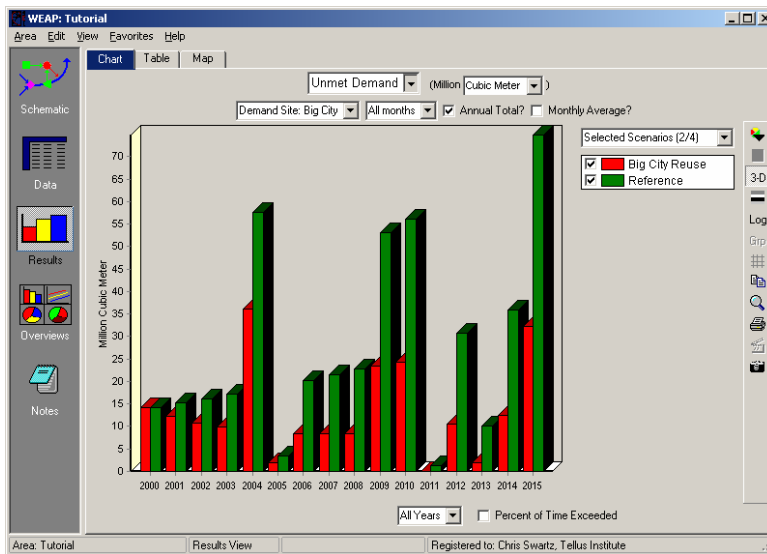 WEAP: Tutorial
Area Edit View Favorites Help
Chart Table Map
Unmet Demand (Million Cubic Meter )
Demand Site: Big City All months Annual Total? Monthly Average?
Selected Scenarios (2/4)
Big City Reuse
Reference
Schematic
Data
Results
Overviews
Notes
3-D
Log
Grp
Million Cubic Meter
70
65
60
55
50
45
40
35
30
25
20
15
10
5
0
2000 2001 2002 2003 2004 2005 2006 2007 2008 2009 2010 2011 2012 2013 2014 2015
All Years Percent of Time Exceeded
Area: Tutorial Results View Registered to: Chris Swartz, Tellus Institute